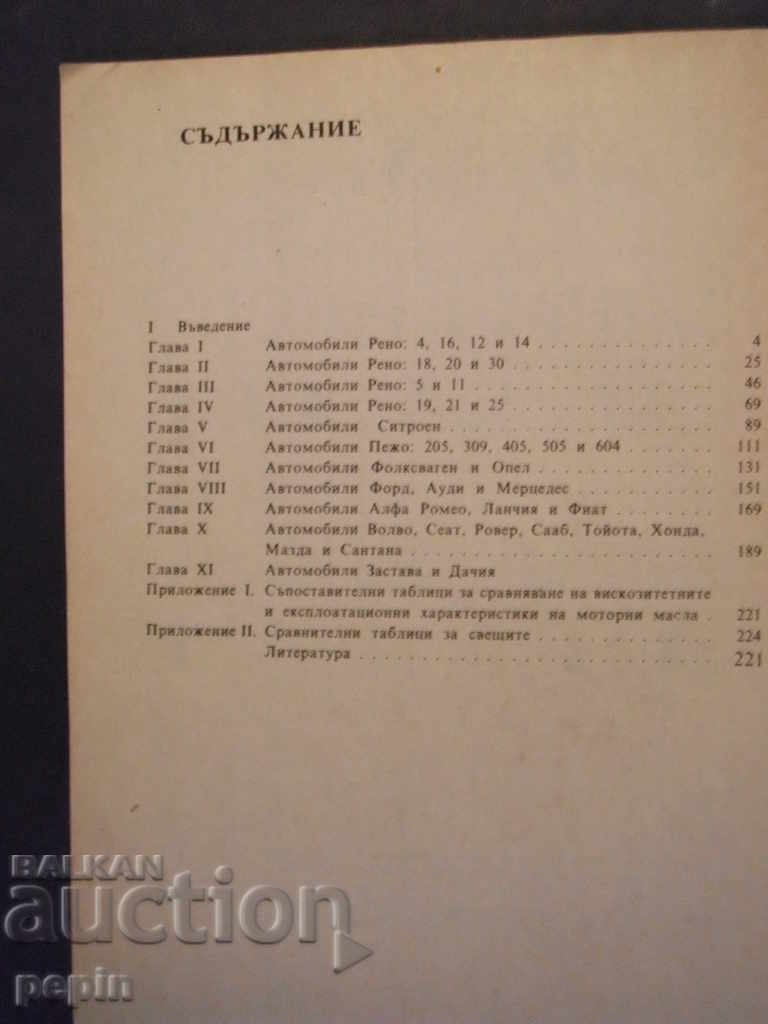 СЪДЪРЖАНИЕ
I Въведение
Глава I Автомобили Рено: 4, 16, 12 и 14 . . . . . . . . . . . . . . 4
Глава II Автомобили Рено: 18, 20 и 30 . . . . . . . . . . . . . . . 25
Глава III Автомобили Рено: 5 и 11 . . . . . . . . . . . . . . . . . 46
Глава IV Автомобили Рено: 19, 21 и 25 . . . . . . . . . . . . . . . 69
Глава V Автомобили Ситроен . . . . . . . . . . . . . . . . . . . 89
Глава VI Автомобили Пежо: 205, 309, 405, 505 и 604 . . . . . . . 111
Глава VII Автомобили Фолксваген и Опел . . . . . . . . . . . . . 131
Глава VIII Автомобили Форд, Ауди и Мерцедес . . . . . . . . . . . 151
Глава IX Автомобили Алфа Ромео, Ланчия и Фиат . . . . . . . . 169
Глава X Автомобили Волво, Сеат, Ровер, Сааб, Тойота, Хонда,
Мазда и Сантана . . . . . . . . . . . . . . . . . . . . . 189
Глава XI Автомобили Застава и Дачия
Приложение I. Съпоставителни таблици за сравняване на вискозитетните
и експлоатационни характеристики на моторни масла . 221
Приложение II. Сравнителни таблици за свещите . . . . . . . . . . . . . 224
Литература . . . . . . . . . . . . . . . . . . . . . . . . 221
BALKAN
auction
pepin